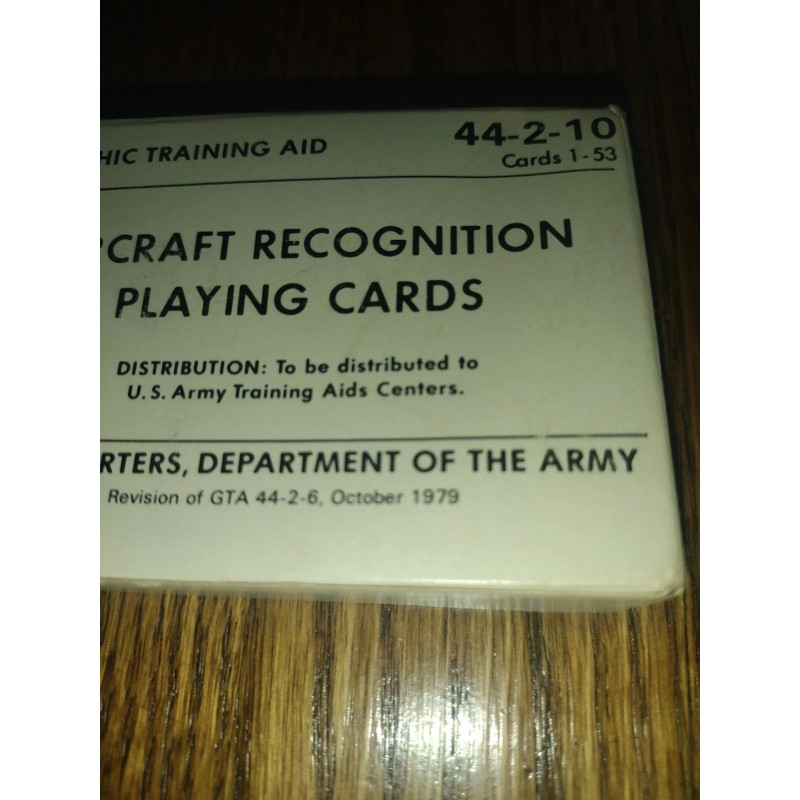 HIC TRAINING AID
44-2-10
Cards 1-53
CRAFT RECOGNITION
PLAYING CARDS
DISTRIBUTION: To be distributed to
U.S. Army Training Aids Centers.
RTERS, DEPARTMENT OF THE ARMY
Revision of GTA 44-2-6, October 1979